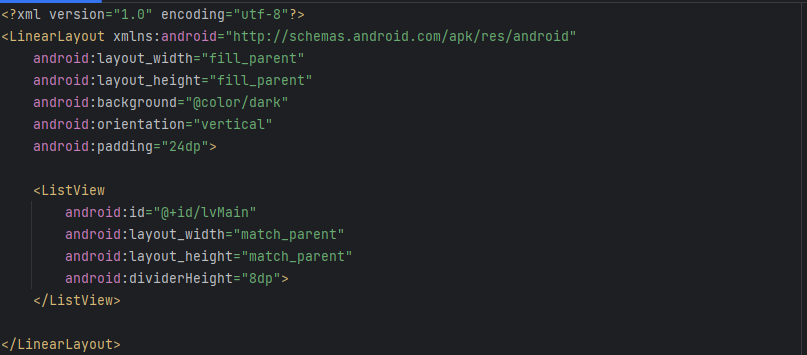 <?xml version="1.0" encoding="utf-8"?>
<LinearLayout xmlns:android="http://schemas.android.com/apk/res/android"
    android:layout_width="fill_parent"
    android:layout_height="fill_parent"
    android:background="@color/dark"
    android:orientation="vertical"
    android:padding="24dp">

    <ListView
        android:id="@+id/lvMain"
        android:layout_width="match_parent"
        android:layout_height="match_parent"
        android:dividerHeight="8dp">
    </ListView>

</LinearLayout>